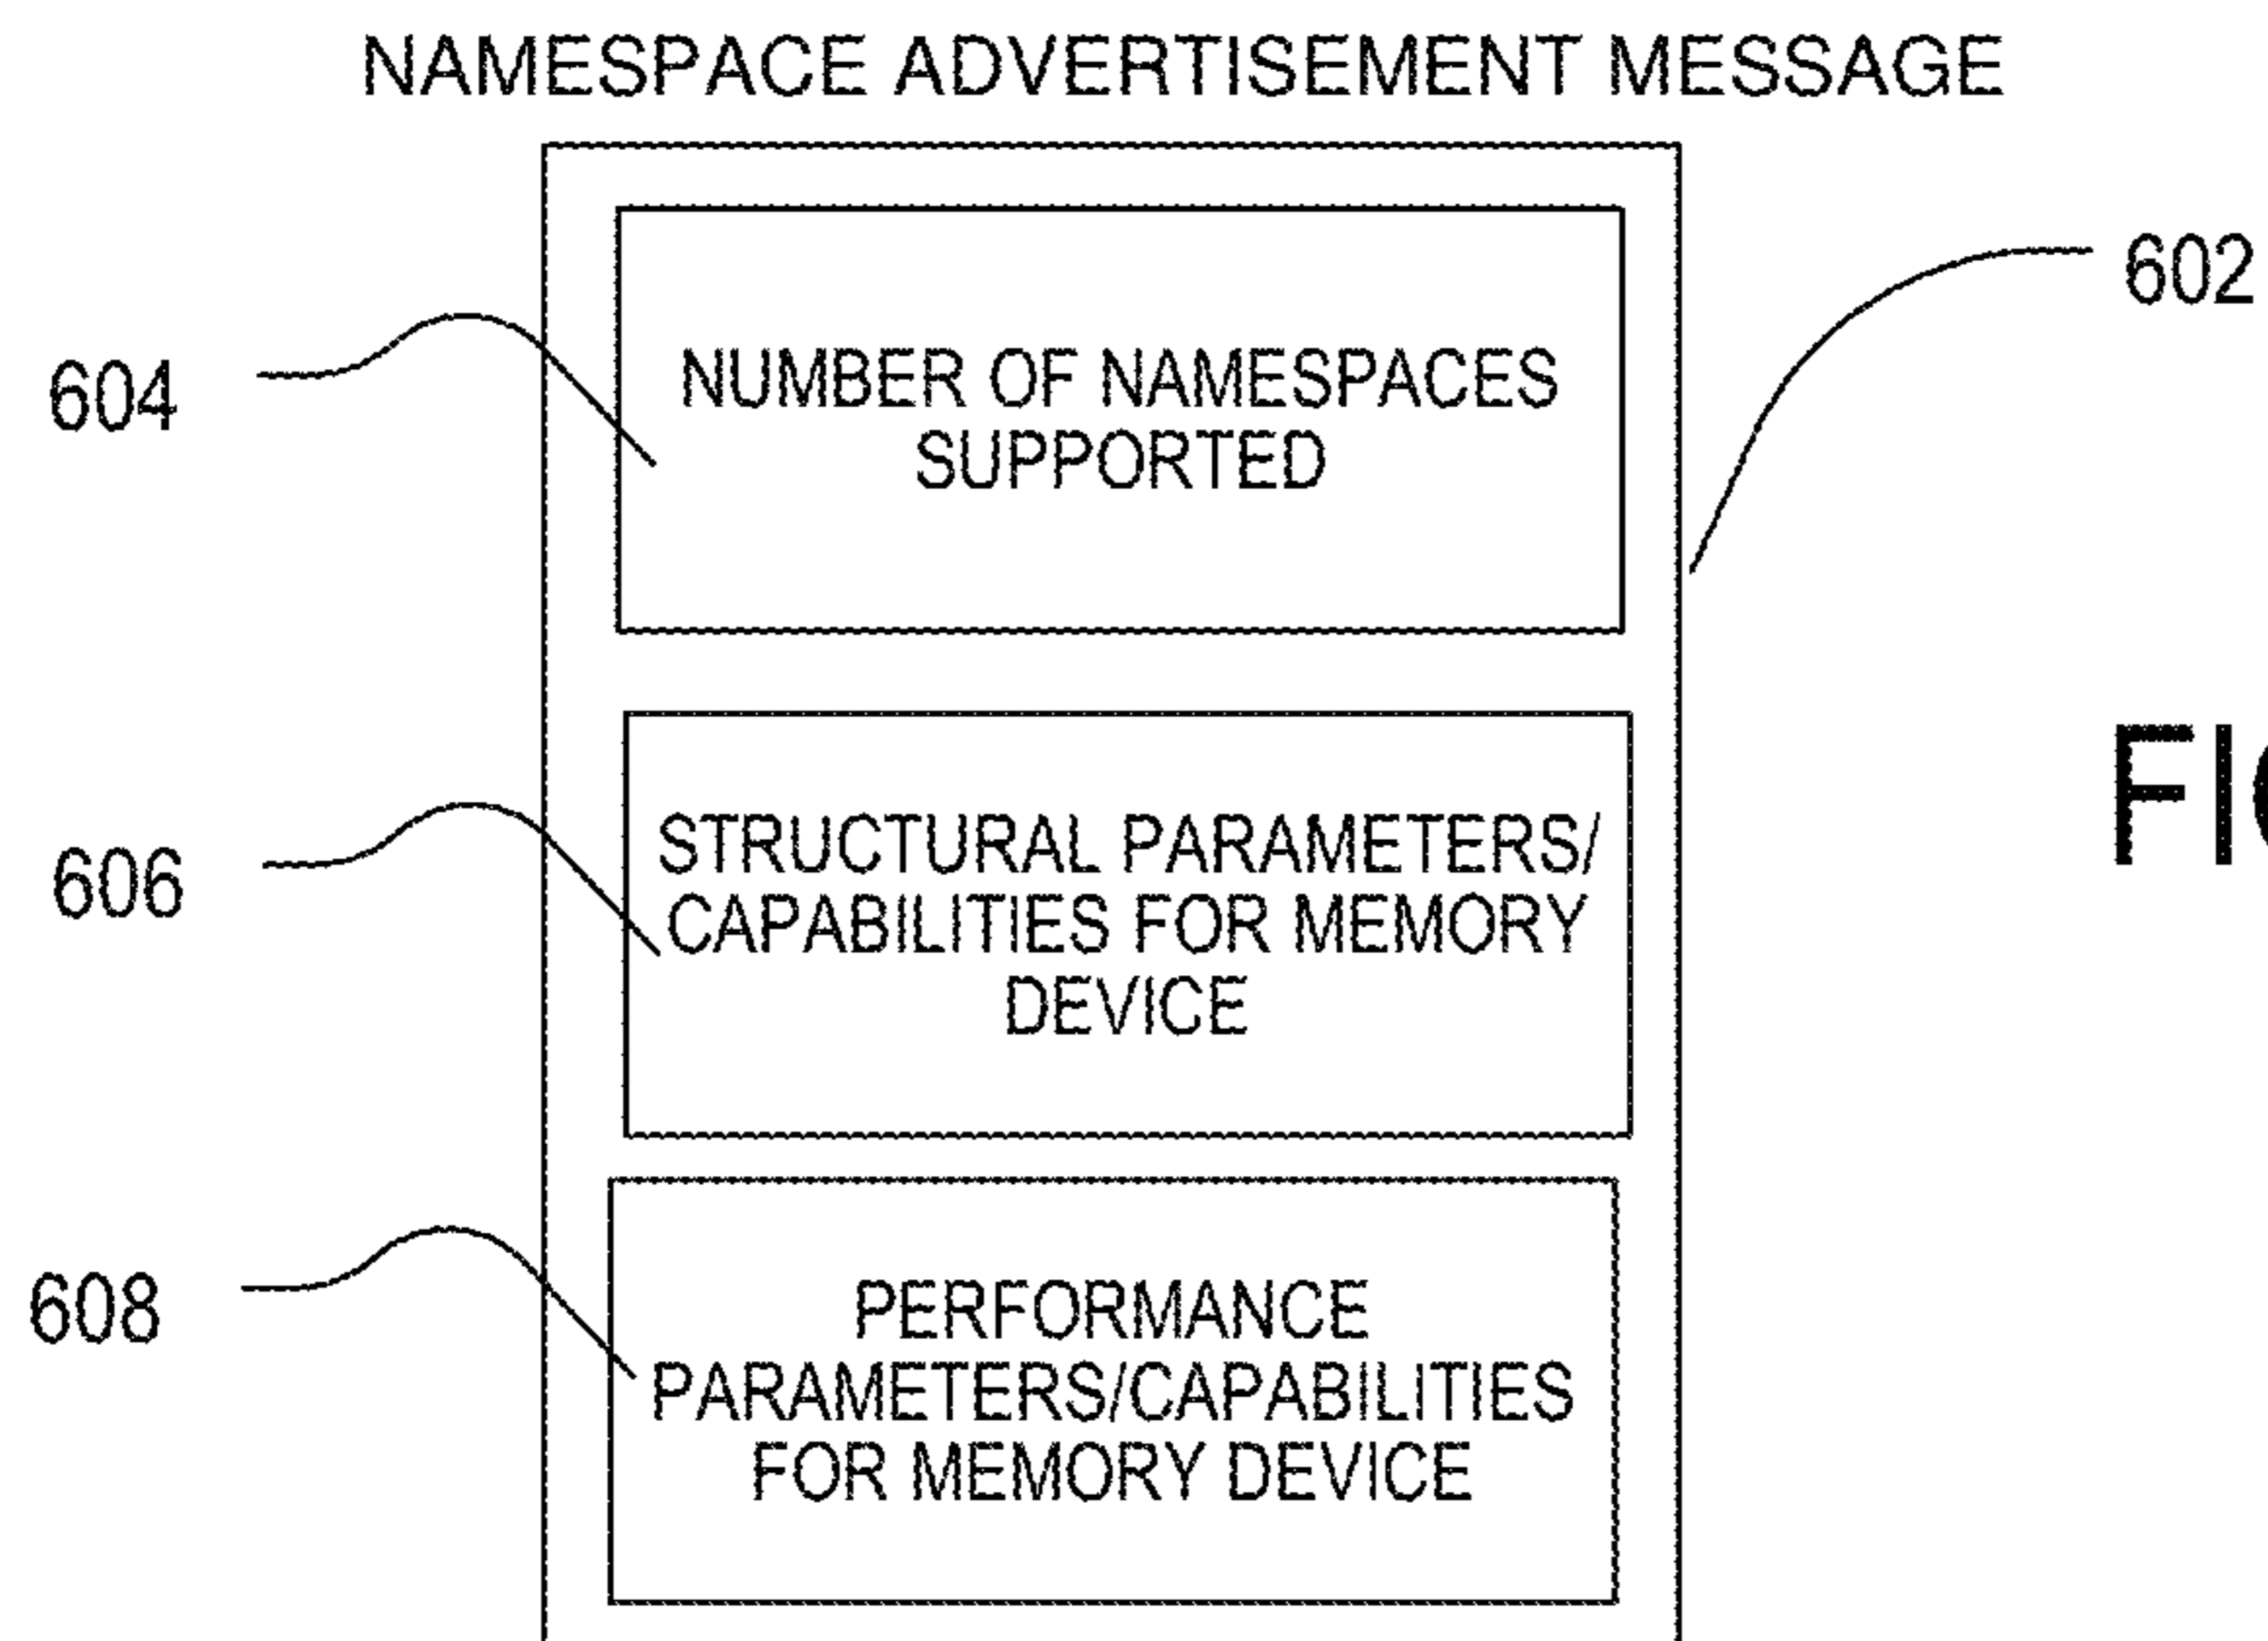 NAMESPACE ADVERTISEMENT MESSAGE
602
604
NUMBER OF NAMESPACES
SUPPORTED
606
STRUCTURAL PARAMETERS/
CAPABILITIES FOR MEMORY
DEVICE
608
PERFORMANCE
PARAMETERS/CAPABILITIES
FOR MEMORY DEVICE